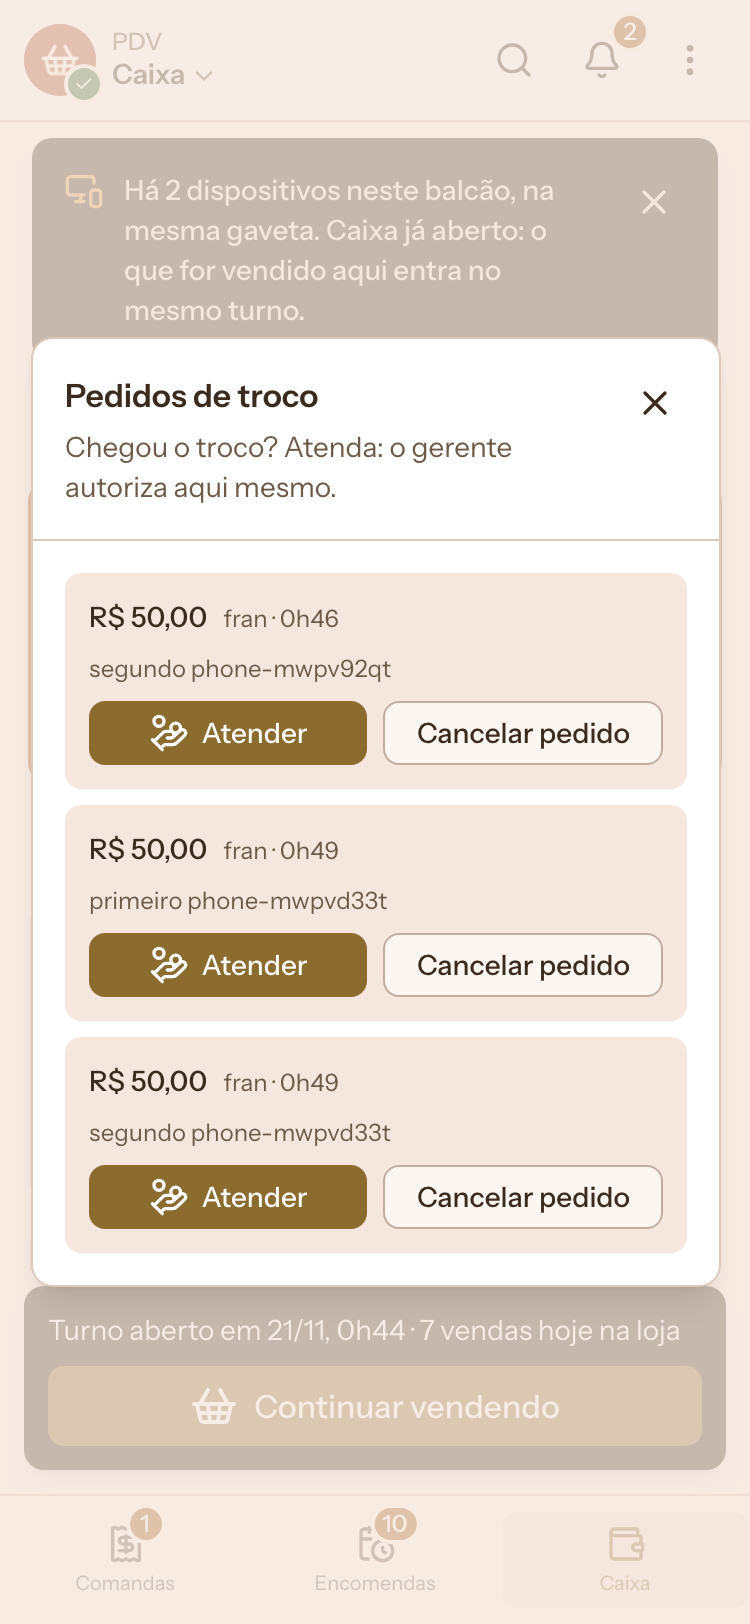 PDV
Caixa
2
Há 2 dispositivos neste balcão, na
mesma gaveta. Caixa já aberto: o
que for vendido aqui entra no
mesmo turno.
Pedidos de troco
Chegou o troco? Atenda: o gerente
autoriza aqui mesmo.
R$ 50,00 fran · 0h46
segundo phone-mwpv92qt
Atender Cancelar pedido
R$ 50,00 fran · 0h49
primeiro phone-mwpvd33t
Atender Cancelar pedido
R$ 50,00 fran · 0h49
segundo phone-mwpvd33t
Atender Cancelar pedido
Turno aberto em 21/11, 0h44 · 7 vendas hoje na loja
Continuar vendendo
1 10
Comandas Encomendas Caixa